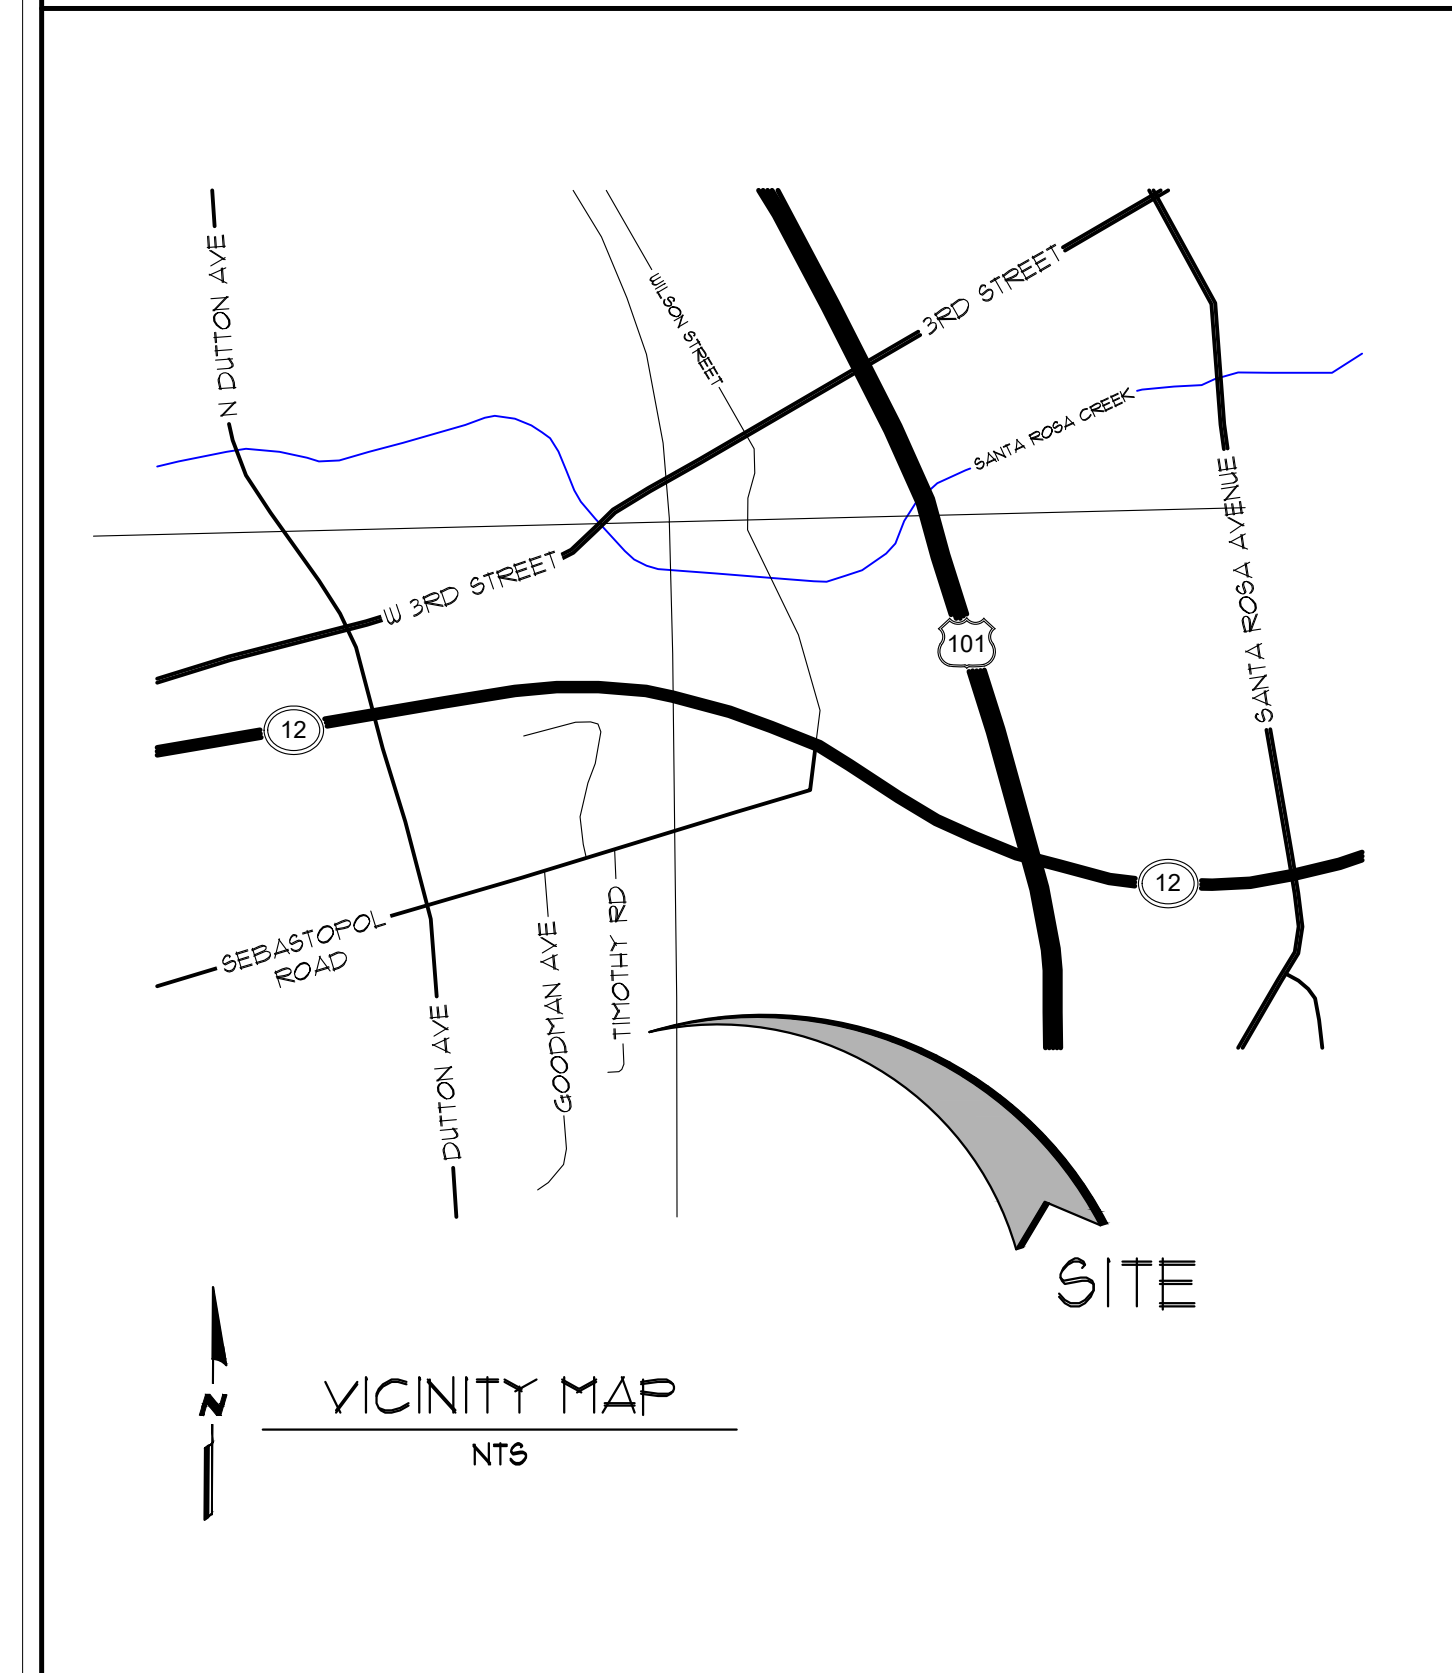 N DUTTON AVE
WILSON STREET
3RD STREET
SANTA ROSA CREEK
W 3RD STREET
SANTA ROSA AVENUE
101
12
12
SEBASTOPOL
ROAD
DUTTON AVE
GOODMAN AVE
TIMOTHY RD
SITE
N
VICINITY MAP
NTS